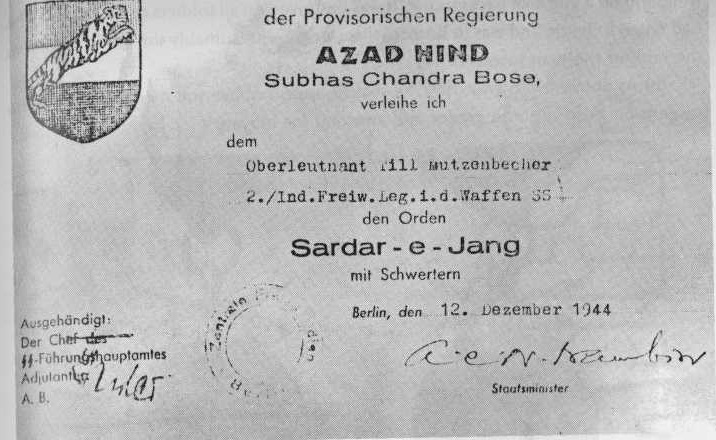 der Provisorischen Regierung
AZAD HIND
Subhas Chandra Bose,
verleihe ich
dem
Oberleutnant Till Mutzenbecher
2./Ind.Freiw.Leg.i.d.Waffen SS
den Orden
Sardar-e-Jang
mit Schwertern
Berlin, den 12. Dezember 1944
Staatsminister
Ausgehändigt:
Der Chef des
SS-Führungshauptamtes
Adjutantur
A. B.
Zentrale